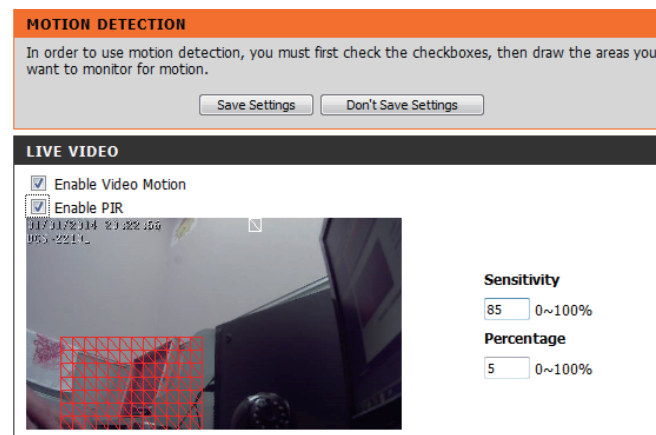 MOTION DETECTION
In order to use motion detection, you must first check the checkboxes, then draw the areas you
want to monitor for motion.
Save Settings Don't Save Settings
LIVE VIDEO
Enable Video Motion
Enable PIR
Sensitivity
85 0~100%
Percentage
5 0~100%